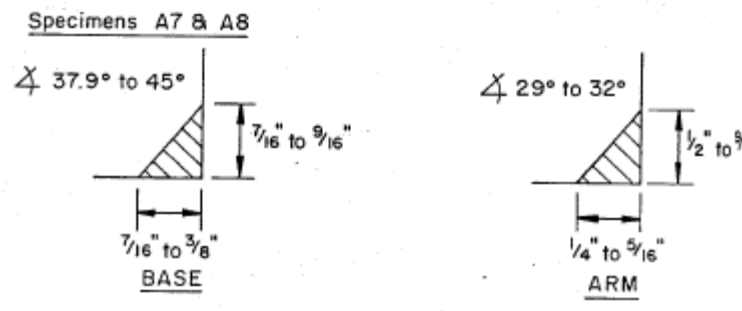 Specimens A7 & A8
∡ 37.9° to 45°
7/16" to 9/16"
7/16" to 3/8"
BASE
∡ 29° to 32°
1/2" to
1/4" to 5/16"
ARM